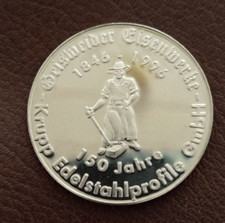 Geisweider Eisenwerke
1846 1996
150 Jahre
Krupp Edelstahlprofile GmbH